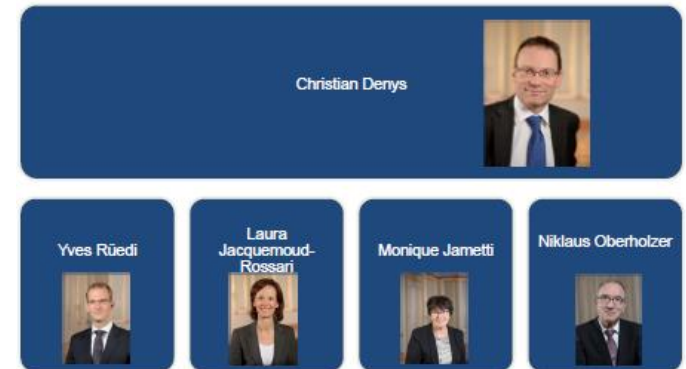 Christian Denys
Yves Rüedi
Laura
Jacquemoud-
Rossari
Monique Jametti
Niklaus Oberholzer